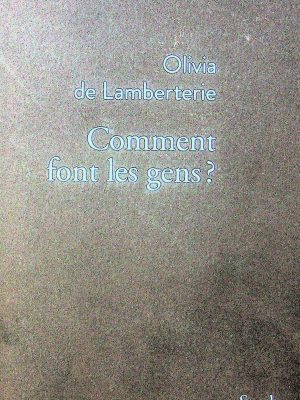 Olivia
de Lamberterie
Comment
font les gens ?